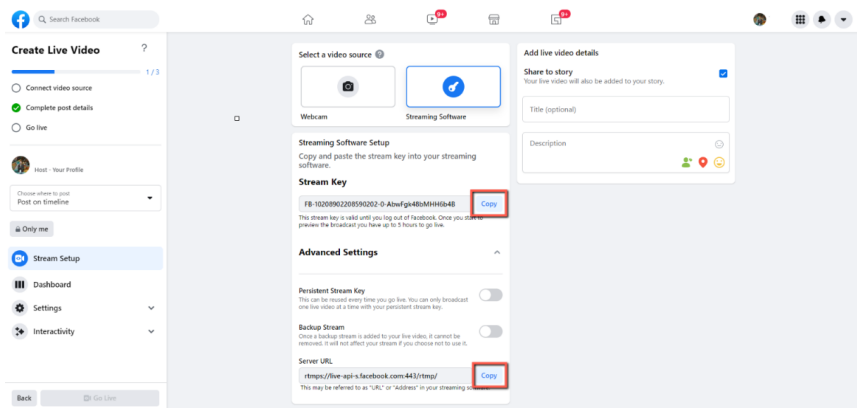 Search Facebook
9+
9+
Create Live Video
?
1 / 3
Connect video source
Complete post details
Go live
Host - Your Profile
Choose where to post
Post on timeline
Only me
Stream Setup
Dashboard
Settings
Interactivity
Back
Go Live
Select a video source ?
Webcam
Streaming Software
Streaming Software Setup
Copy and paste the stream key into your streaming
software.
Stream Key
FB-10208902208590202-0-AbwFgk4BbMHH6b4B
Copy
This stream key is valid until you log out of Facebook. Once you start to
preview the broadcast you have up to 5 hours to go live.
Advanced Settings
Persistent Stream Key
This can be reused every time you go live. You can only broadcast
one live video at a time with your persistent stream key.
Backup Stream
Once a backup stream is added to your live video, it cannot be
removed. It will not affect your stream if you choose not to use it.
Server URL
rtmps://live-api-s.facebook.com:443/rtmp/
Copy
This may be referred to as "URL" or "Address" in your streaming software.
Add live video details
Share to story
Your live video will also be added to your story.
Title (optional)
Description